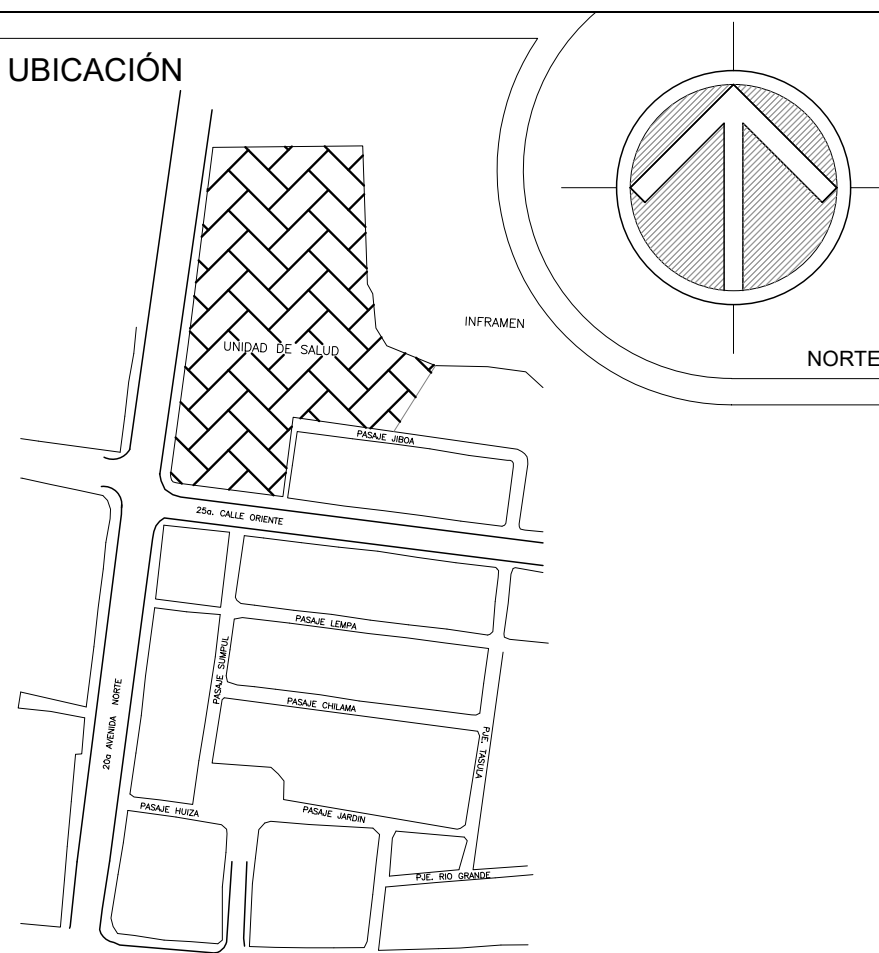 UBICACIÓN
INFRAMEN
UNIDAD DE SALUD
NORTE
PASAJE JIBOA
25a. CALLE ORIENTE
PASAJE LEMPA
PASAJE SUMPUL
20a AVENIDA NORTE
PASAJE CHILAMA
PJE. TASULA
PASAJE HUIZA
PASAJE JARDIN
PJE. RIO GRANDE